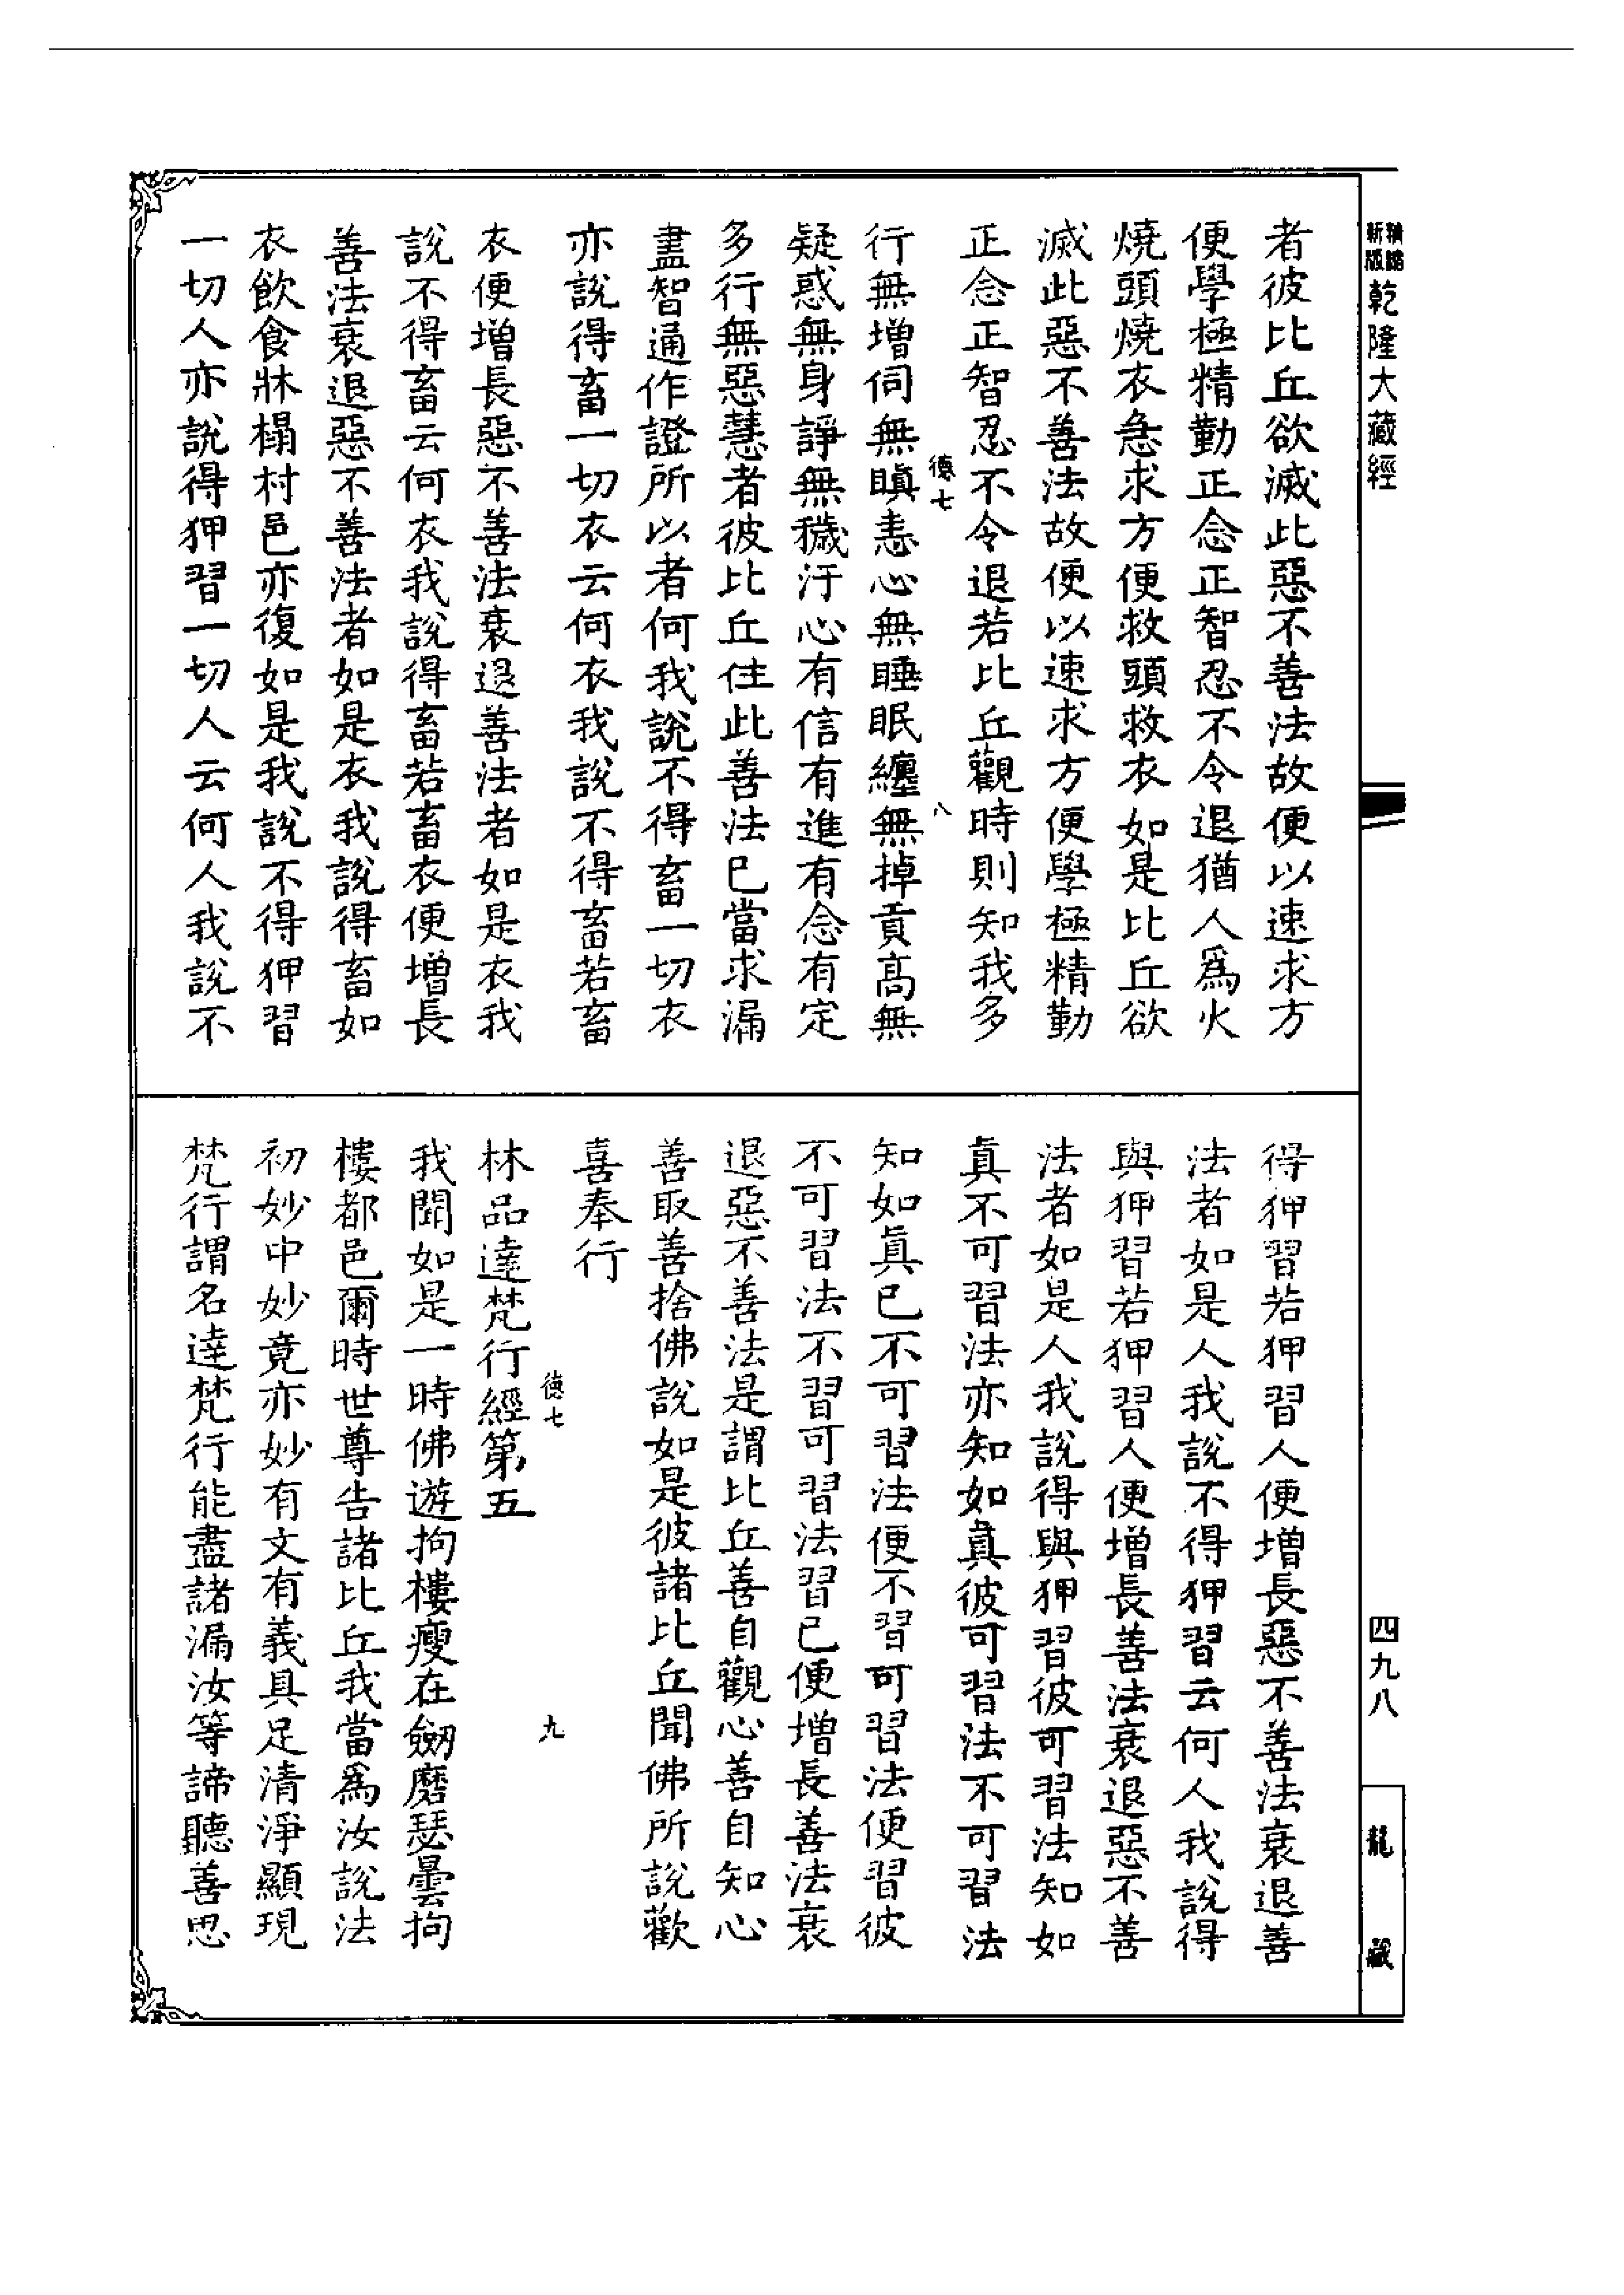 新版
精縮
乾隆大藏經
四九八
龍藏
者彼比丘欲滅此惡不善法故便以速求方
便學極精勤正念正智忍不令退猶人為火
燒頭燒衣急求方便救頭救衣如是比丘欲
滅此惡不善法故便以速求方便學極精勤
正念正智忍不令退若比丘觀時則知我多
德七
八
行無增伺無瞋恚心無睡眠纏無掉貢高無
疑惑無身諍無穢汙心有信有進有念有定
多行無惡慧者彼比丘住此善法已當求漏
盡智通作證所以者何我說不得畜一切衣
亦說得畜一切衣云何衣我說不得畜若畜
衣便增長惡不善法衰退善法者如是衣我
說不得畜云何衣我說得畜若畜衣便增長
善法衰退惡不善法者如是衣我說得畜如
衣飲食牀榻村邑亦復如是我說不得狎習
一切人亦說得狎習一切人云何人我說不
得狎習若狎習人便增長惡不善法衰退善
法者如是人我說不得狎習云何人我說得
與狎習若狎習人便增長善法衰退惡不善
法者如是人我說得與狎習彼可習法知如
真不可習法亦知如真彼可習法不可習法
知如真已不可習法便不習可習法便習彼
不可習法不習可習法習已便增長善法衰
退惡不善法是謂比丘善自觀心善自知心
善取善捨佛說如是彼諸比丘聞佛所說歡
喜奉行
德七
九
林品達梵行經第五
我聞如是一時佛遊拘樓瘦在劒磨瑟曇拘
樓都邑爾時世尊告諸比丘我當為汝說法
初妙中妙竟亦妙有文有義具足清淨顯現
梵行謂名達梵行能盡諸漏汝等諦聽善思